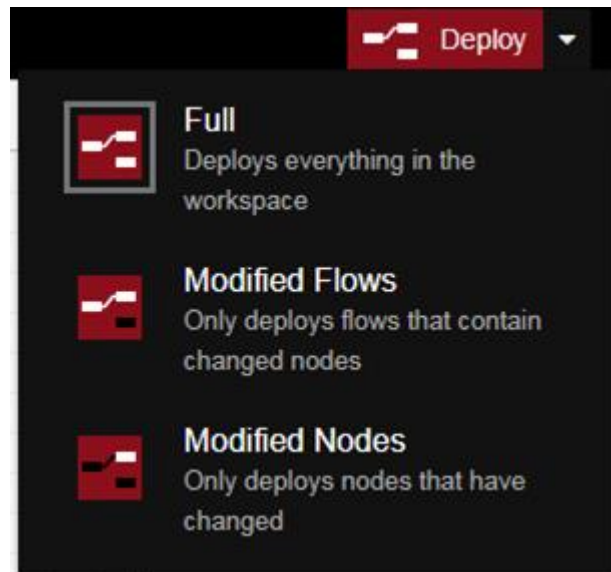 Deploy
Full
Deploys everything in the
workspace
Modified Flows
Only deploys flows that contain
changed nodes
Modified Nodes
Only deploys nodes that have
changed